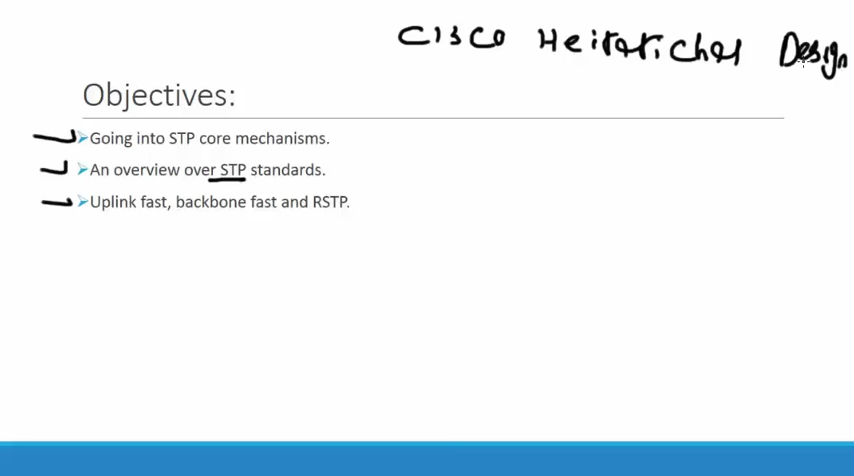 Cisco Heirarichal Design
Objectives:
Going into STP core mechanisms.
An overview over STP standards.
Uplink fast, backbone fast and RSTP.